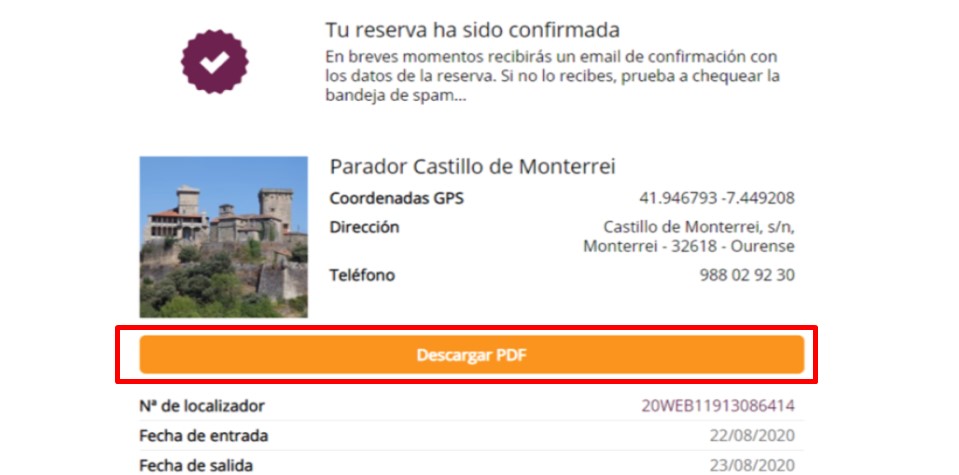 Tu reserva ha sido confirmada
En breves momentos recibirás un email de confirmación con
los datos de la reserva. Si no lo recibes, prueba a chequear la
bandeja de spam...
Parador Castillo de Monterrei
Coordenadas GPS 41.946793 -7.449208
Dirección Castillo de Monterrei, s/n,
Monterrei - 32618 - Ourense
Teléfono 988 02 92 30
Descargar PDF
Nª de localizador 20WEB11913086414
Fecha de entrada 22/08/2020
Fecha de salida 23/08/2020